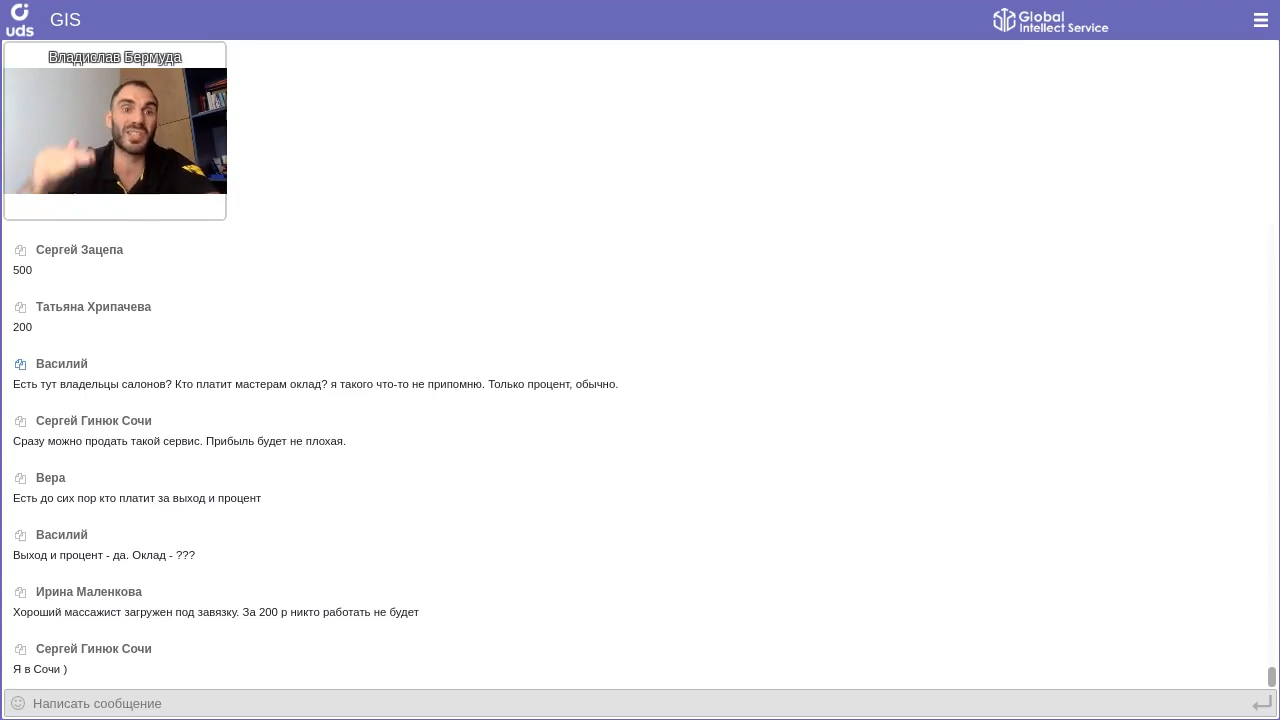 uds
GIS
Global
Intellect Service
Владислав Бермуда
Сергей Зацепа
500
Татьяна Хрипачева
200
Василий
Есть тут владельцы салонов? Кто платит мастерам оклад? я такого что-то не припомню. Только процент, обычно.
Сергей Гинюк Сочи
Сразу можно продать такой сервис. Прибыль будет не плохая.
Вера
Есть до сих пор кто платит за выход и процент
Василий
Выход и процент - да. Оклад - ???
Ирина Маленкова
Хороший массажист загружен под завязку. За 200 р никто работать не будет
Сергей Гинюк Сочи
Я в Сочи )
Написать сообщение